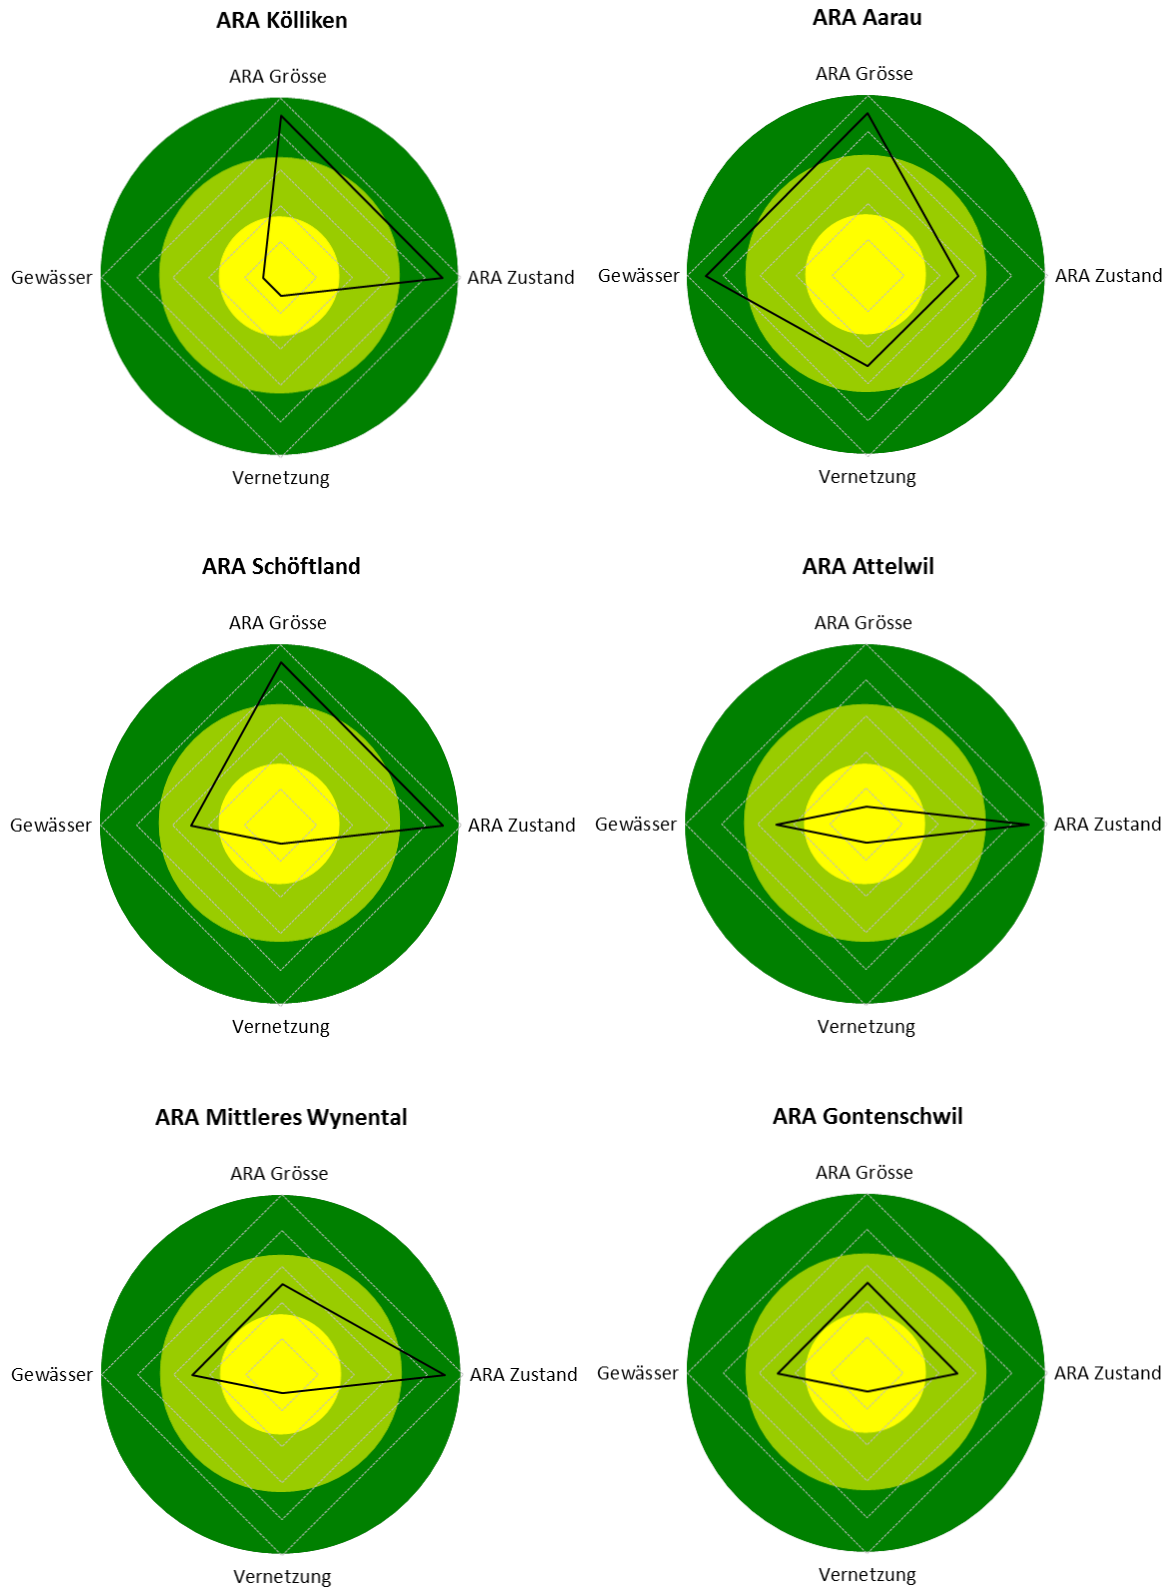 ARA Kölliken
ARA Grösse
Gewässer
ARA Zustand
Vernetzung
ARA Aarau
ARA Grösse
Gewässer
ARA Zustand
Vernetzung
ARA Schöftland
ARA Grösse
Gewässer
ARA Zustand
Vernetzung
ARA Attelwil
ARA Grösse
Gewässer
ARA Zustand
Vernetzung
ARA Mittleres Wynental
ARA Grösse
Gewässer
ARA Zustand
Vernetzung
ARA Gontenschwil
ARA Grösse
Gewässer
ARA Zustand
Vernetzung